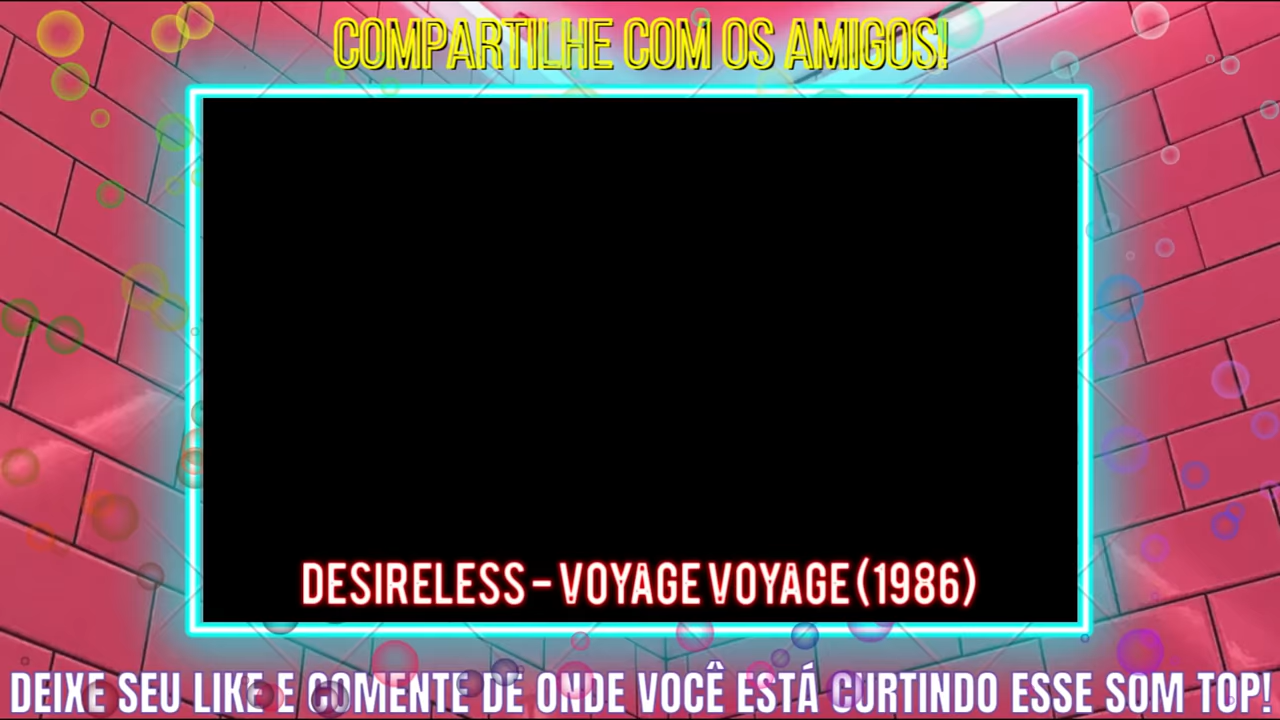 COMPARTILHE COM OS AMIGOS!
DESIRELESS - VOYAGE VOYAGE (1986)
DEIXE SEU LIKE E COMENTE DE ONDE VOCÊ ESTÁ CURTINDO ESSE SOM TOP!